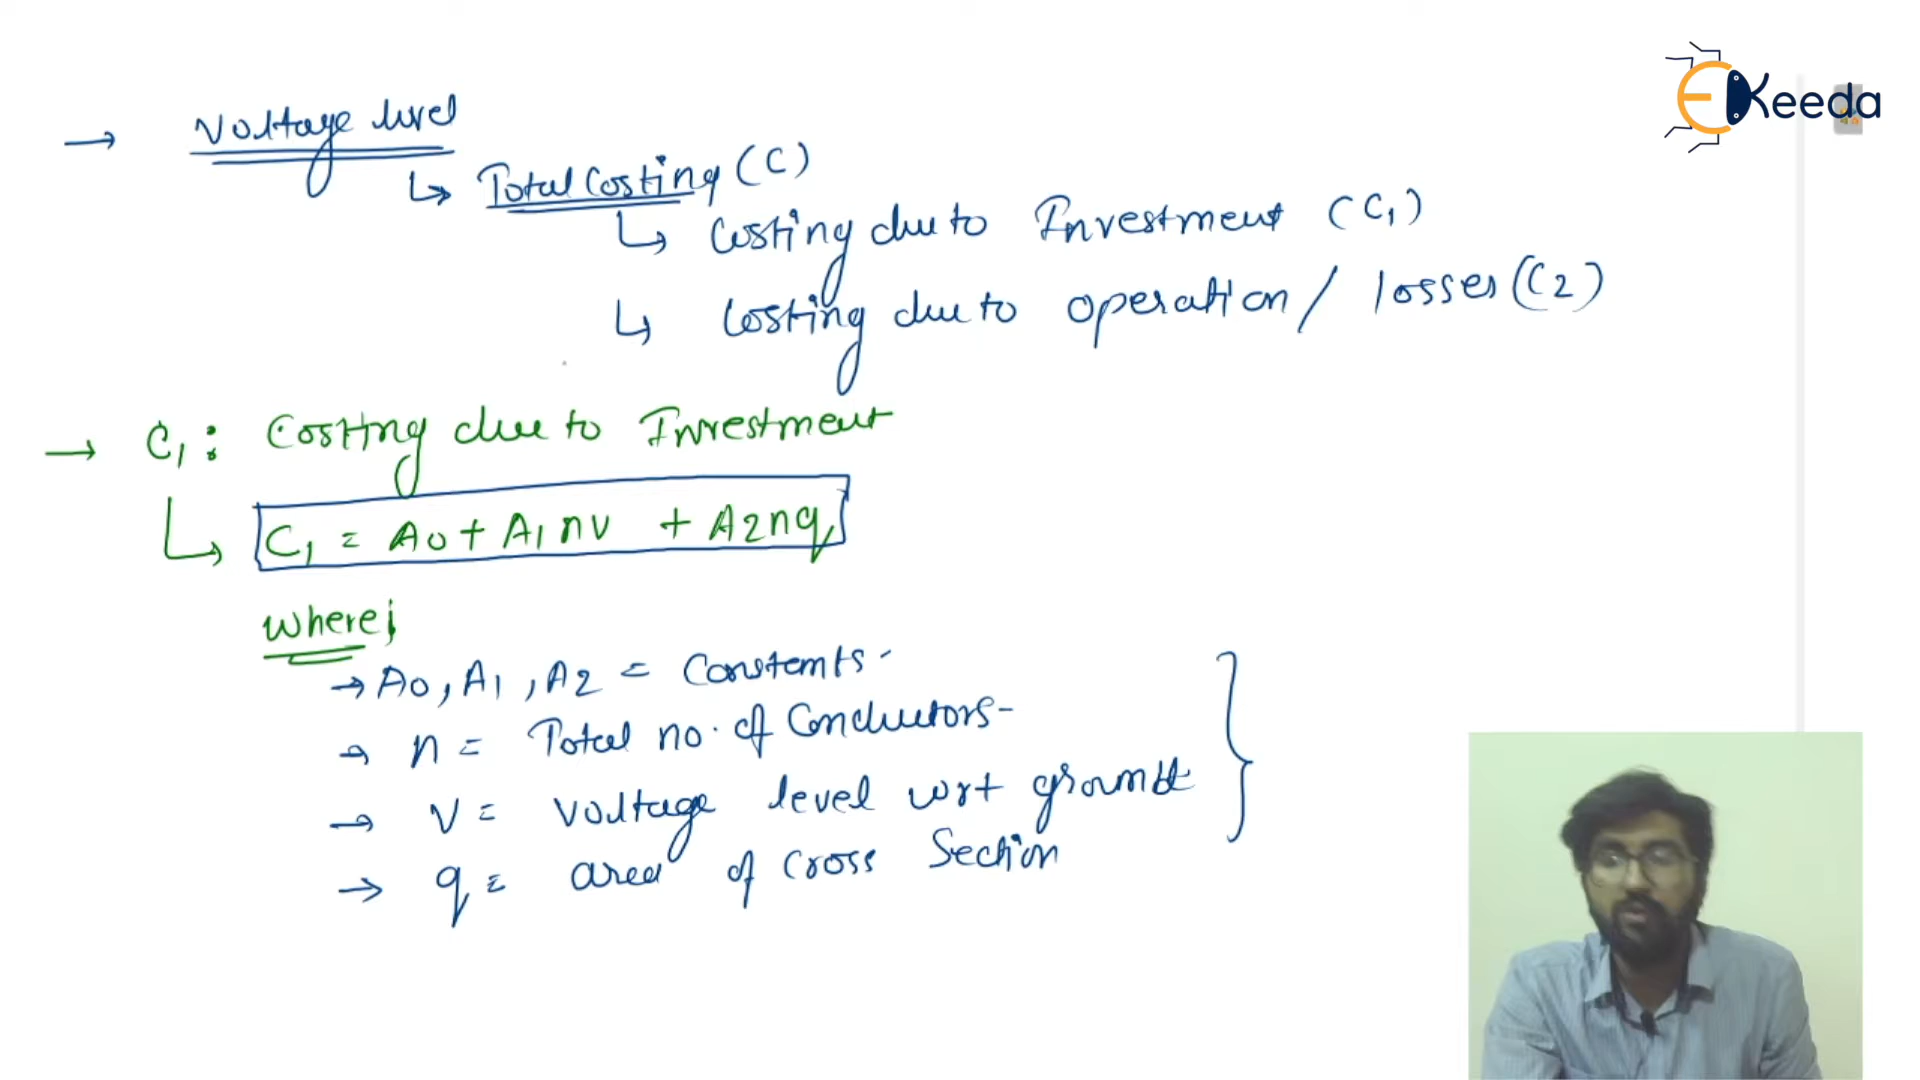 EKeeda
→ Voltage level
↳ Total Costing (C)
↳ Costing due to Investment (C1)
↳ Costing due to operation / losses (C2)
→ C1 : Costing due to Investment
↳ C1 = A0 + A1nV + A2nq
Where;
→ A0, A1, A2 = Constants
→ n = Total no. of Conductors
→ V = Voltage level wrt ground
→ q = area of cross Section